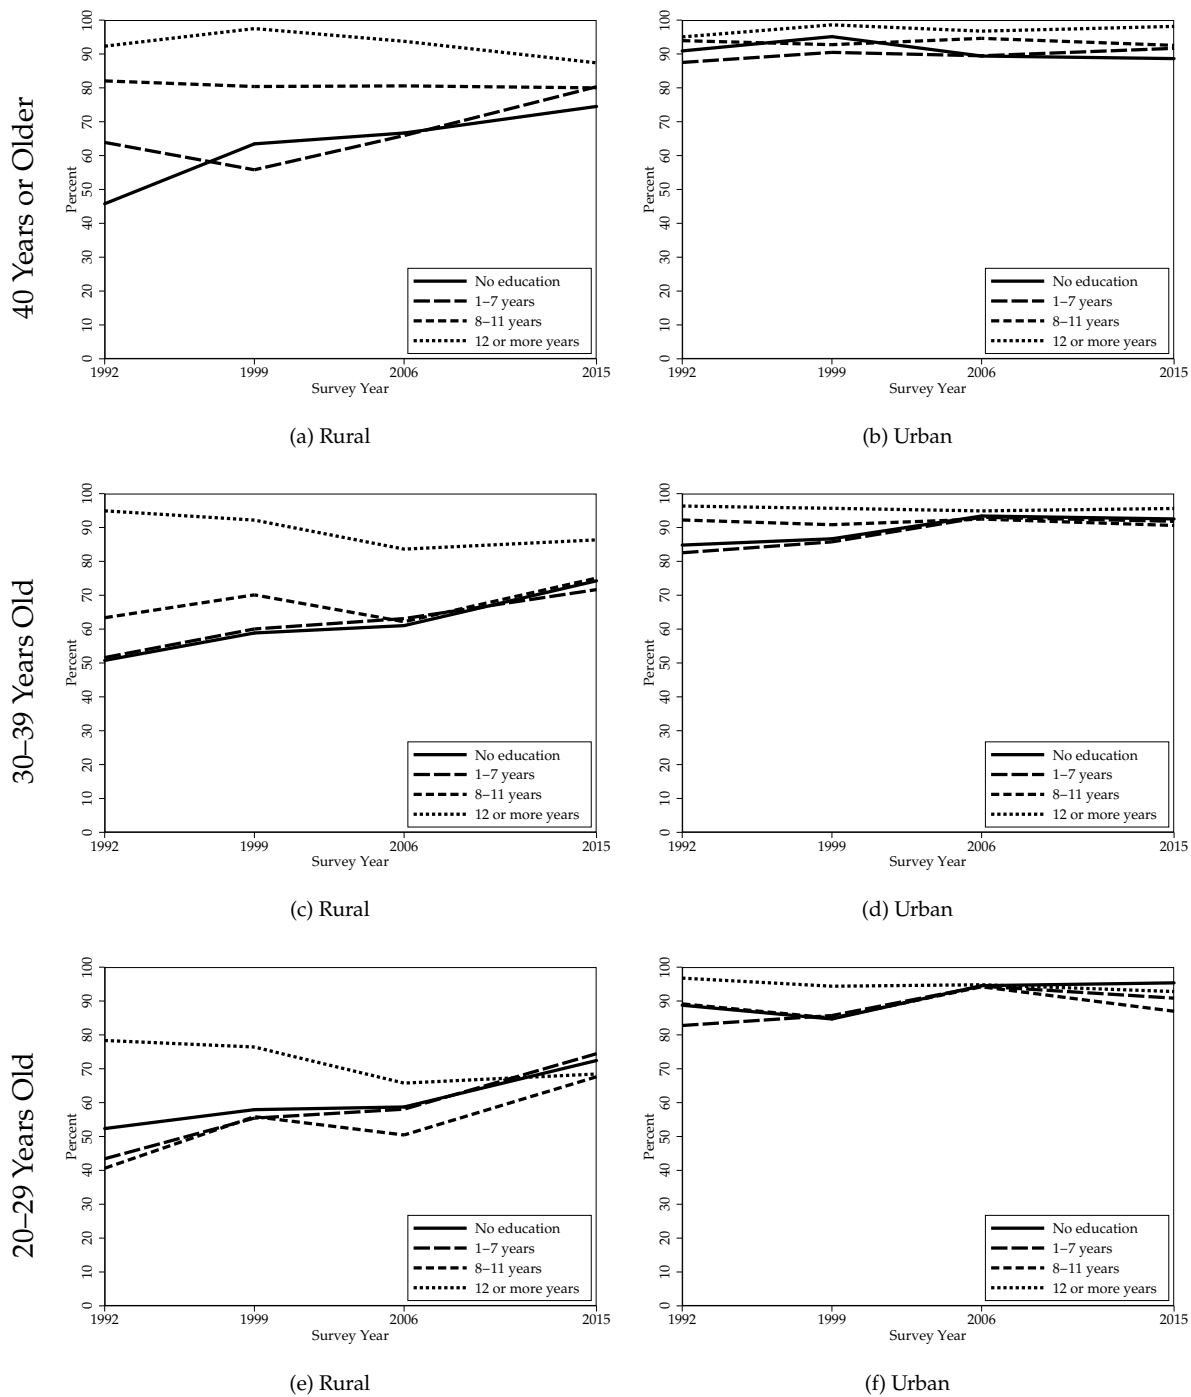 40 Years or Older
Percent
0 10 20 30 40 50 60 70 80 90 100
No education
1–7 years
8–11 years
12 or more years
1992 1999 2006 2015
Survey Year
(a) Rural
Percent
0 10 20 30 40 50 60 70 80 90 100
No education
1–7 years
8–11 years
12 or more years
1992 1999 2006 2015
Survey Year
(b) Urban
30–39 Years Old
Percent
0 10 20 30 40 50 60 70 80 90 100
No education
1–7 years
8–11 years
12 or more years
1992 1999 2006 2015
Survey Year
(c) Rural
Percent
0 10 20 30 40 50 60 70 80 90 100
No education
1–7 years
8–11 years
12 or more years
1992 1999 2006 2015
Survey Year
(d) Urban
20–29 Years Old
Percent
0 10 20 30 40 50 60 70 80 90 100
No education
1–7 years
8–11 years
12 or more years
1992 1999 2006 2015
Survey Year
(e) Rural
Percent
0 10 20 30 40 50 60 70 80 90 100
No education
1–7 years
8–11 years
12 or more years
1992 1999 2006 2015
Survey Year
(f) Urban